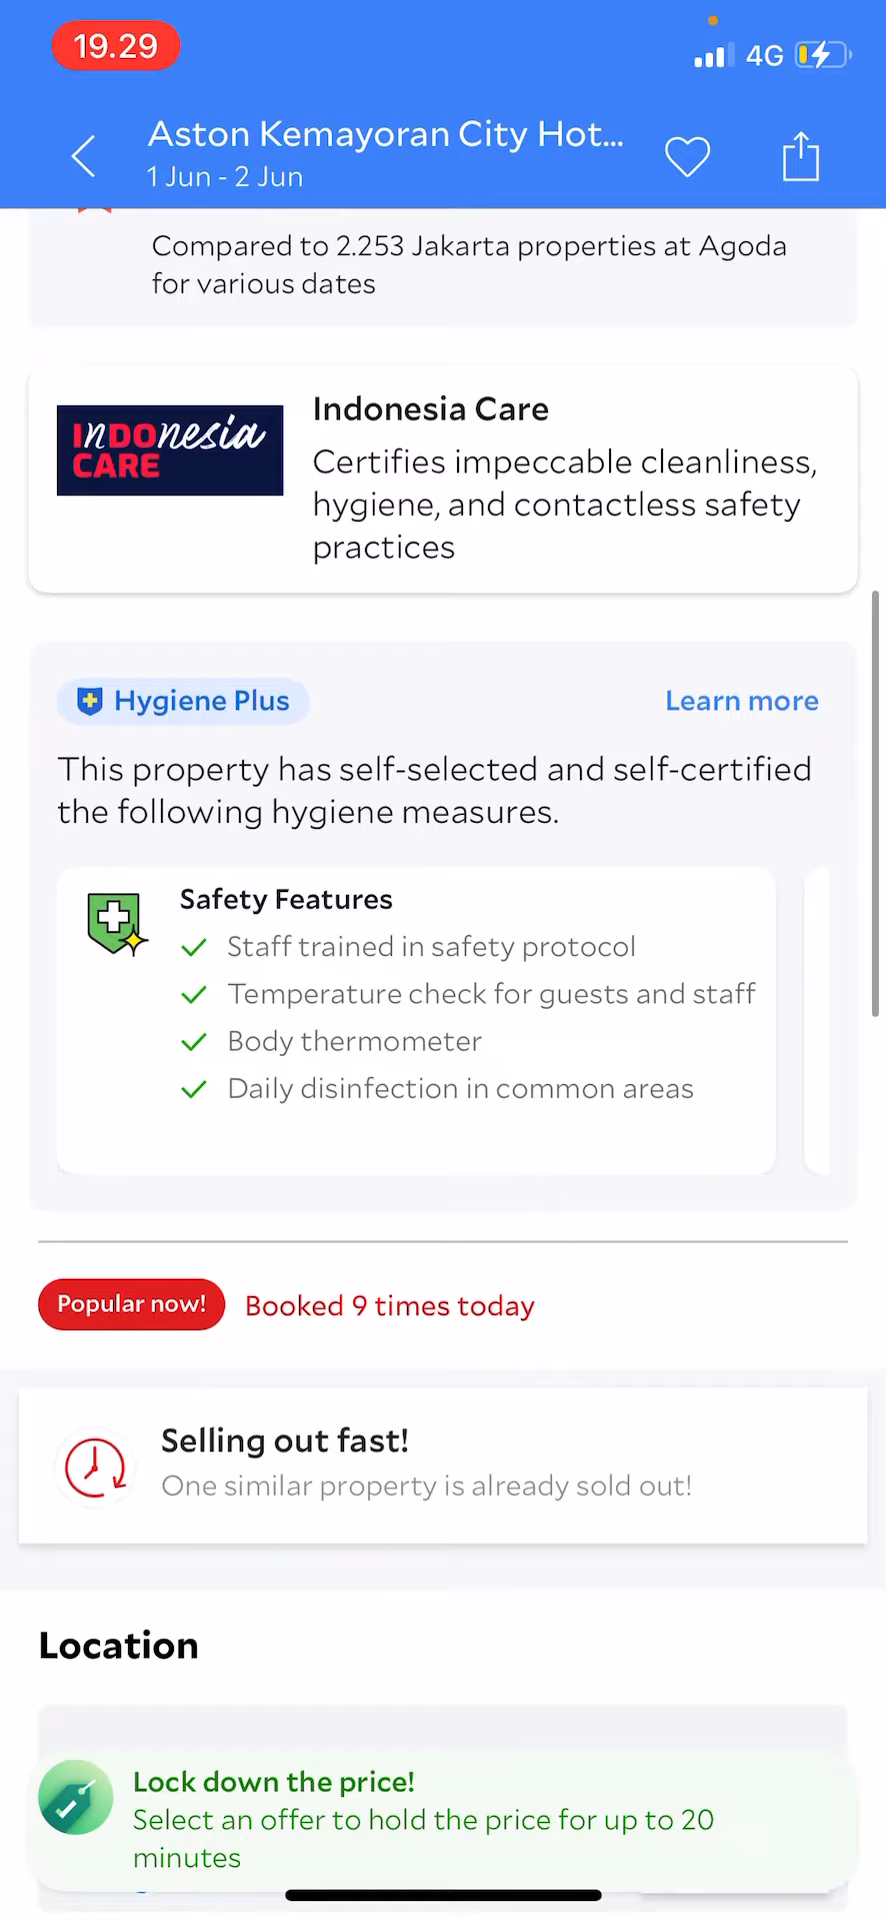 19.29
4G
Aston Kemayoran City Hot...
1 Jun - 2 Jun
Compared to 2.253 Jakarta properties at Agoda
for various dates
INDONesia
CARE
Indonesia Care
Certifies impeccable cleanliness,
hygiene, and contactless safety
practices
Hygiene Plus
Learn more
This property has self-selected and self-certified
the following hygiene measures.
Safety Features
Staff trained in safety protocol
Temperature check for guests and staff
Body thermometer
Daily disinfection in common areas
Popular now!
Booked 9 times today
Selling out fast!
One similar property is already sold out!
Location
Lock down the price!
Select an offer to hold the price for up to 20
minutes